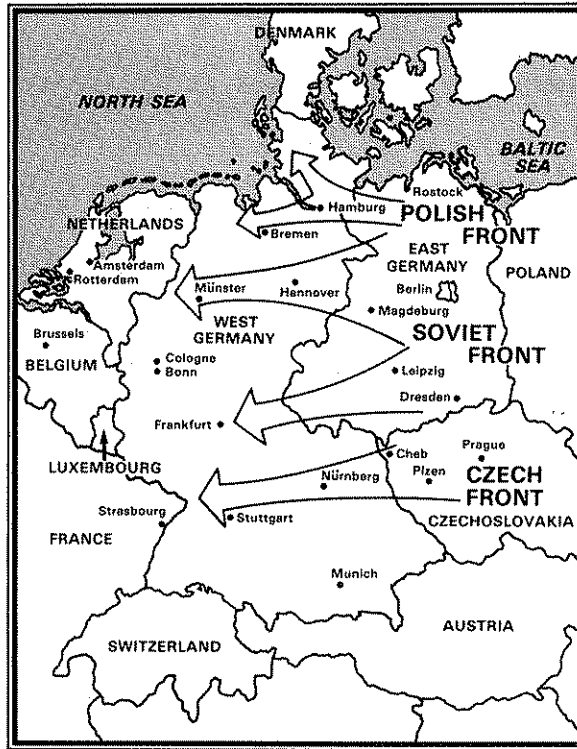 DENMARK
NORTH SEA
BALTIC
SEA
Rostock
Hamburg
POLISH
FRONT
NETHERLANDS
Bremen
Amsterdam
Rotterdam
EAST
GERMANY
POLAND
Münster
Hannover
Berlin
Magdeburg
WEST
GERMANY
SOVIET
FRONT
Brussels
BELGIUM
Cologne
Bonn
Leipzig
Dresden
Frankfurt
LUXEMBOURG
Cheb
Prague
Plzen
Nürnberg
CZECH
FRONT
CZECHOSLOVAKIA
Strasbourg
Stuttgart
FRANCE
Munich
AUSTRIA
SWITZERLAND